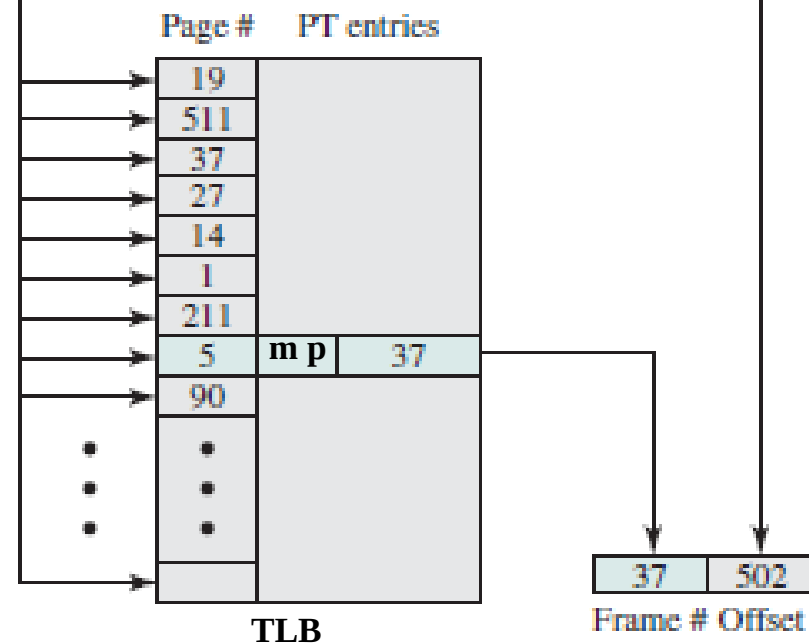 Page # PT entries
19
511
37
27
14
1
211
5 m p 37
90
37 502
Frame # Offset
TLB